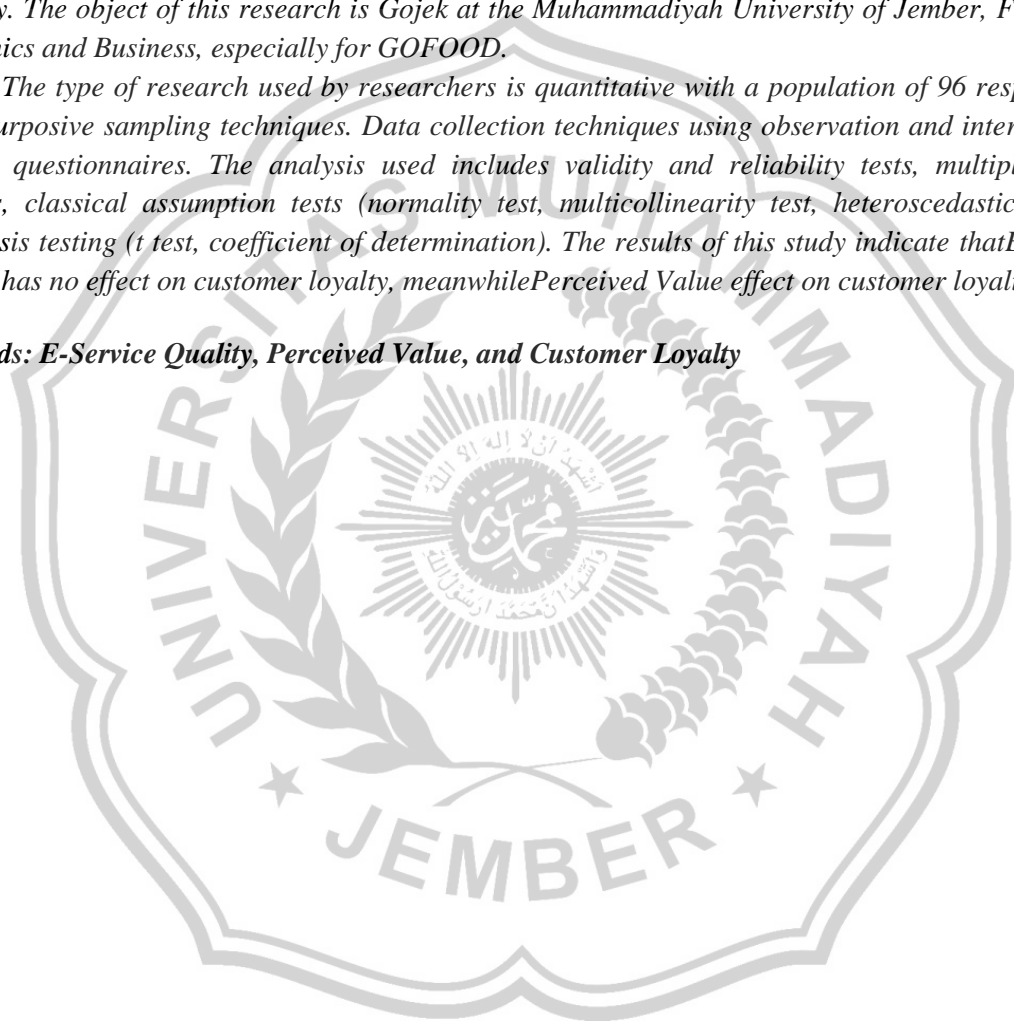 y. The object of this research is Gojek at the Muhammadiyah University of Jember, F
nics and Business, especially for GOFOOD.
The type of research used by researchers is quantitative with a population of 96 resp
urposive sampling techniques. Data collection techniques using observation and inter
questionnaires. The analysis used includes validity and reliability tests, multipl
, classical assumption tests (normality test, multicollinearity test, heteroscedastic
sis testing (t test, coefficient of determination). The results of this study indicate thatE
has no effect on customer loyalty, meanwhilePerceived Value effect on customer loyali
ds: E-Service Quality, Perceived Value, and Customer Loyalty
UNIVERSITAS MUHAMMADIYAH
JEMBER